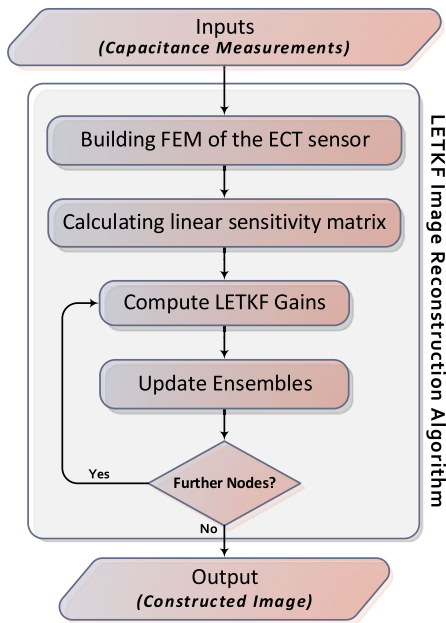 Inputs
(Capacitance Measurements)
Building FEM of the ECT sensor
Calculating linear sensitivity matrix
Compute LETKF Gains
Update Ensembles
Further Nodes?
Yes
No
Output
(Constructed Image)
LETKF Image Reconstruction Algorithm